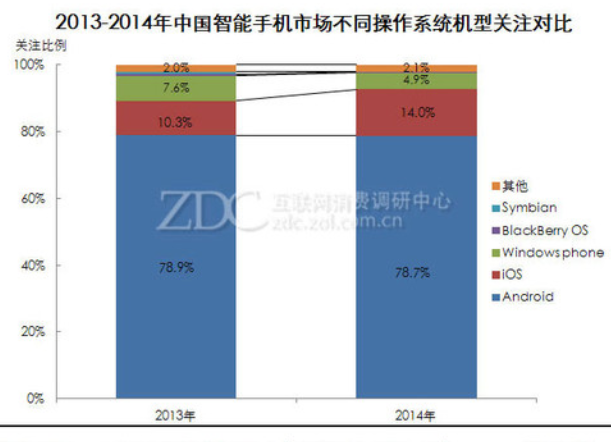 2013-2014年中国智能手机市场不同操作系统机型关注对比
关注比例
100%
80%
60%
40%
20%
0%
2.0%
7.6%
10.3%
78.9%
2.1%
4.9%
14.0%
78.7%
ZDC 互联网消费调研中心
zdc.zol.com.cn
其他
Symbian
BlackBerry OS
Windows phone
iOS
Android
2013年
2014年